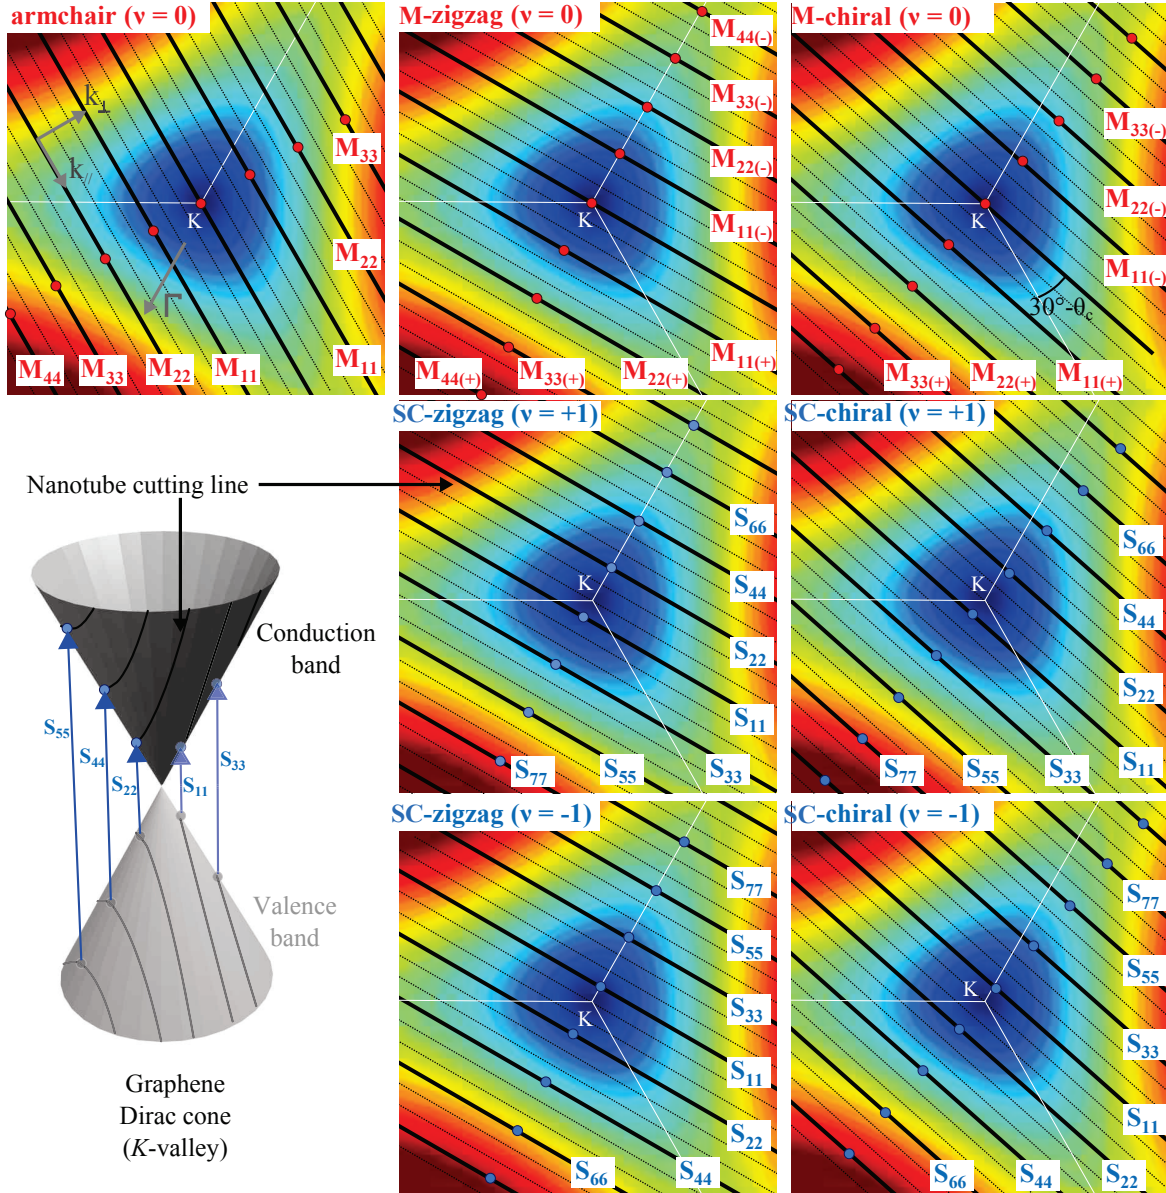 armchair (ν = 0)
k⊥
k//
K
Γ
M33
M22
M11
M44
M33
M22
M11
M-zigzag (ν = 0)
M44(-)
M33(-)
M22(-)
K
M11(-)
M11(+)
M44(+)
M33(+)
M22(+)
M-chiral (ν = 0)
M33(-)
M22(-)
K
M11(-)
30°-θc
M33(+)
M22(+)
M11(+)
Nanotube cutting line
Conduction
band
S55
S44
S22
S11
S33
Valence
band
Graphene
Dirac cone
(K-valley)
SC-zigzag (ν = +1)
S66
K
S44
S22
S11
S77
S55
S33
SC-chiral (ν = +1)
S66
K
S44
S22
S11
S77
S55
S33
SC-zigzag (ν = -1)
S77
S55
S33
K
S11
S22
S66
S44
SC-chiral (ν = -1)
S77
S55
K
S33
S11
S66
S44
S22